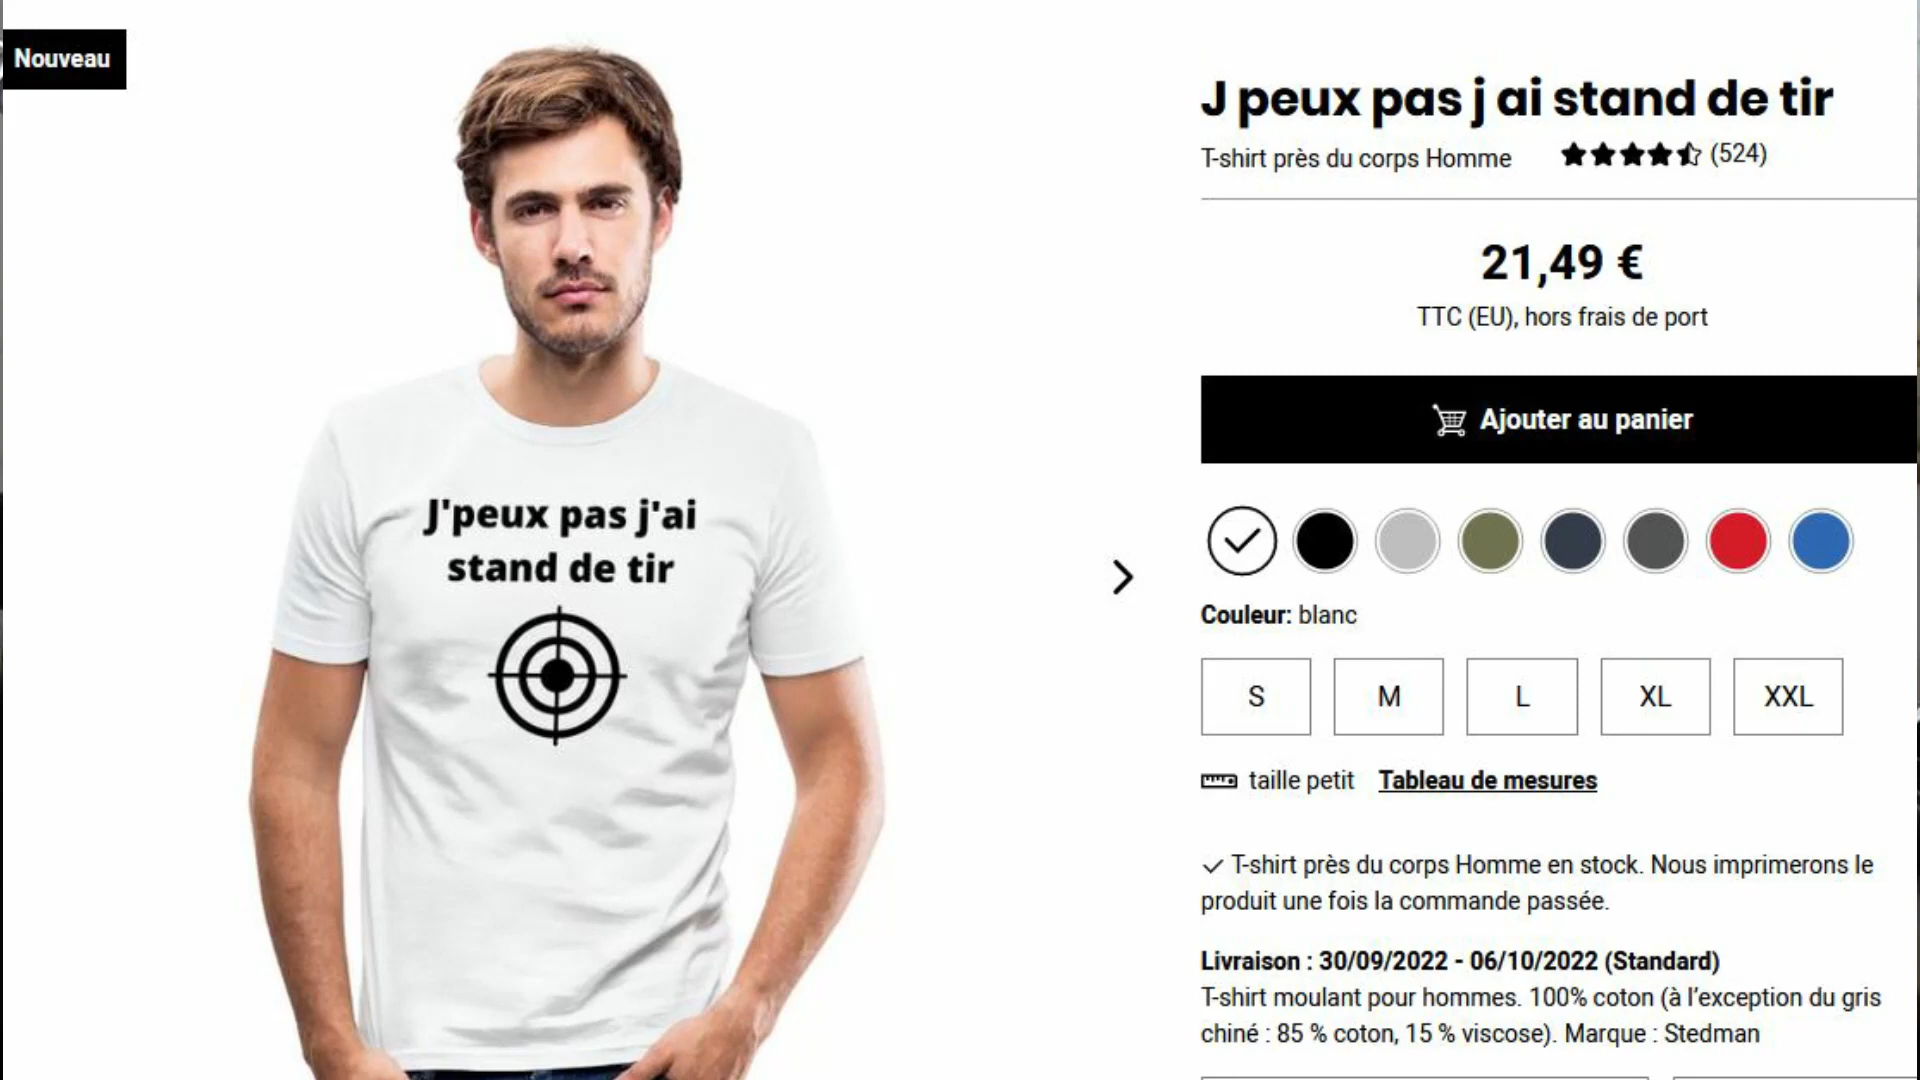 Nouveau
J'peux pas j'ai
stand de tir
J peux pas j ai stand de tir
T-shirt près du corps Homme (524)
21,49 €
TTC (EU), hors frais de port
Ajouter au panier
Couleur: blanc
S M L XL XXL
taille petit Tableau de mesures
T-shirt près du corps Homme en stock. Nous imprimerons le
produit une fois la commande passée.
Livraison : 30/09/2022 - 06/10/2022 (Standard)
T-shirt moulant pour hommes. 100% coton (à l’exception du gris
chiné : 85 % coton, 15 % viscose). Marque : Stedman